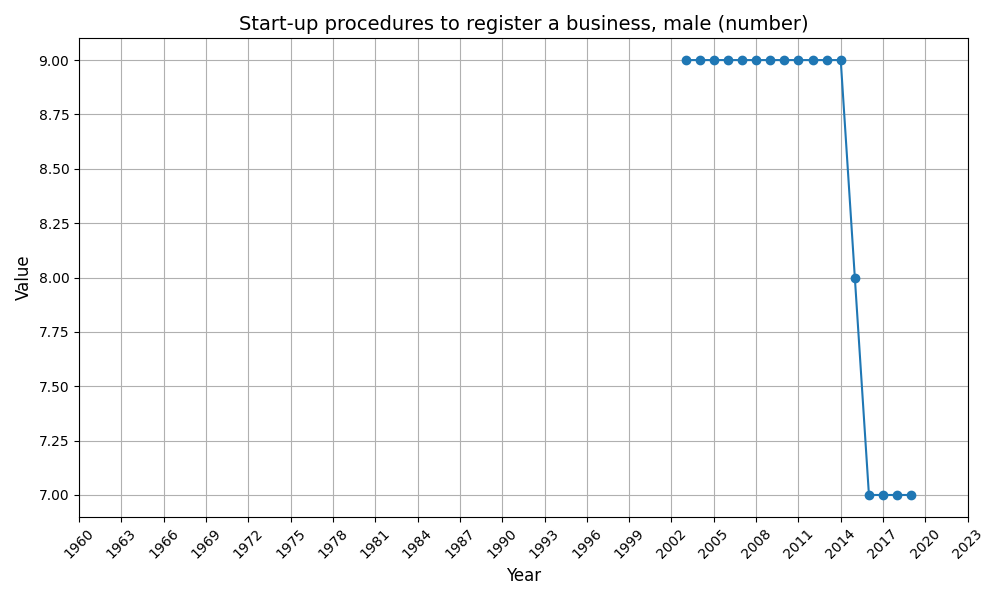 Start-up procedures to register a business, male (number)
Value
9.00
8.75
8.50
8.25
8.00
7.75
7.50
7.25
7.00
1960 1963 1966 1969 1972 1975 1978 1981 1984 1987 1990 1993 1996 1999 2002 2005 2008 2011 2014 2017 2020 2023
Year